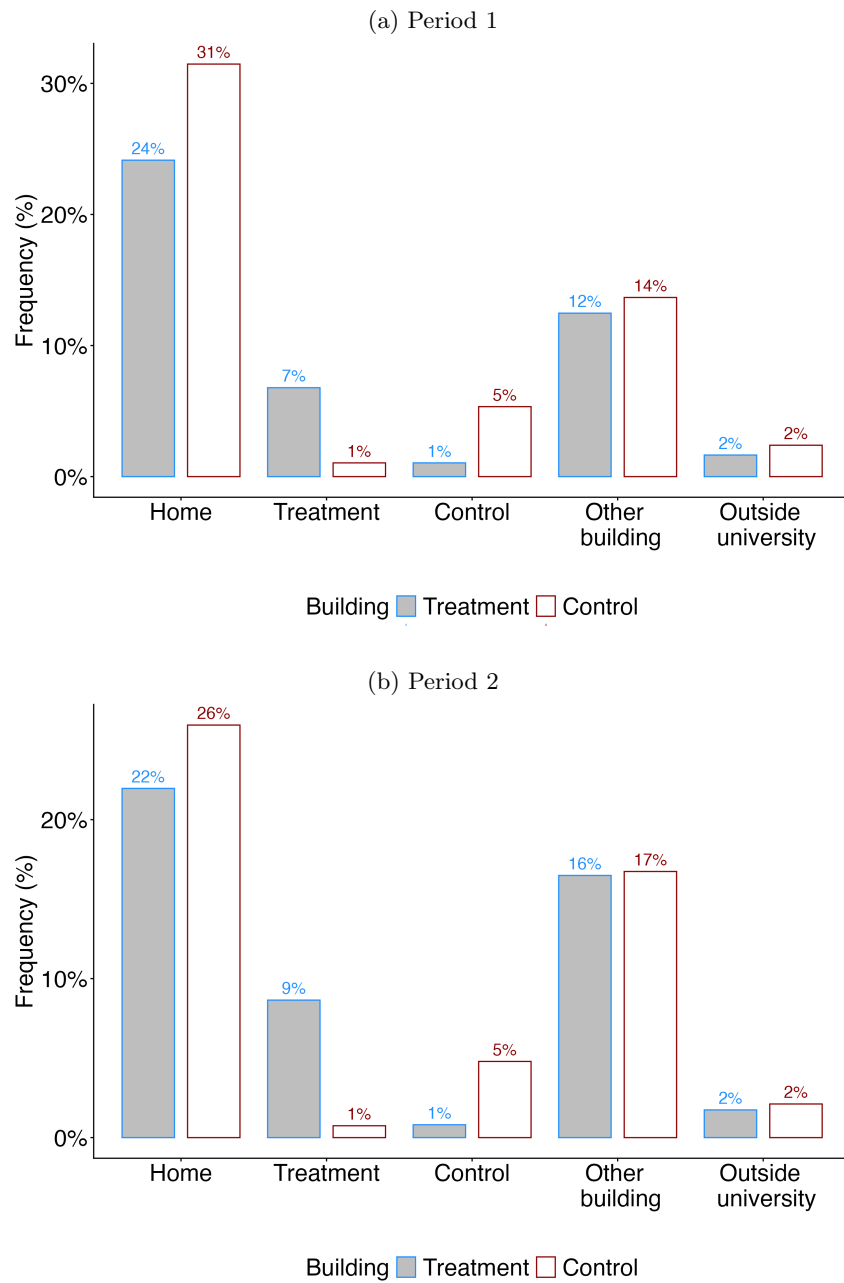 (a) Period 1
Frequency (%)
30%
20%
10%
0%
24%
31%
7%
1%
1%
5%
12%
14%
2%
2%
Home
Treatment
Control
Other building
Outside university
Building Treatment Control
(b) Period 2
Frequency (%)
20%
10%
0%
22%
26%
9%
1%
1%
5%
16%
17%
2%
2%
Home
Treatment
Control
Other building
Outside university
Building Treatment Control